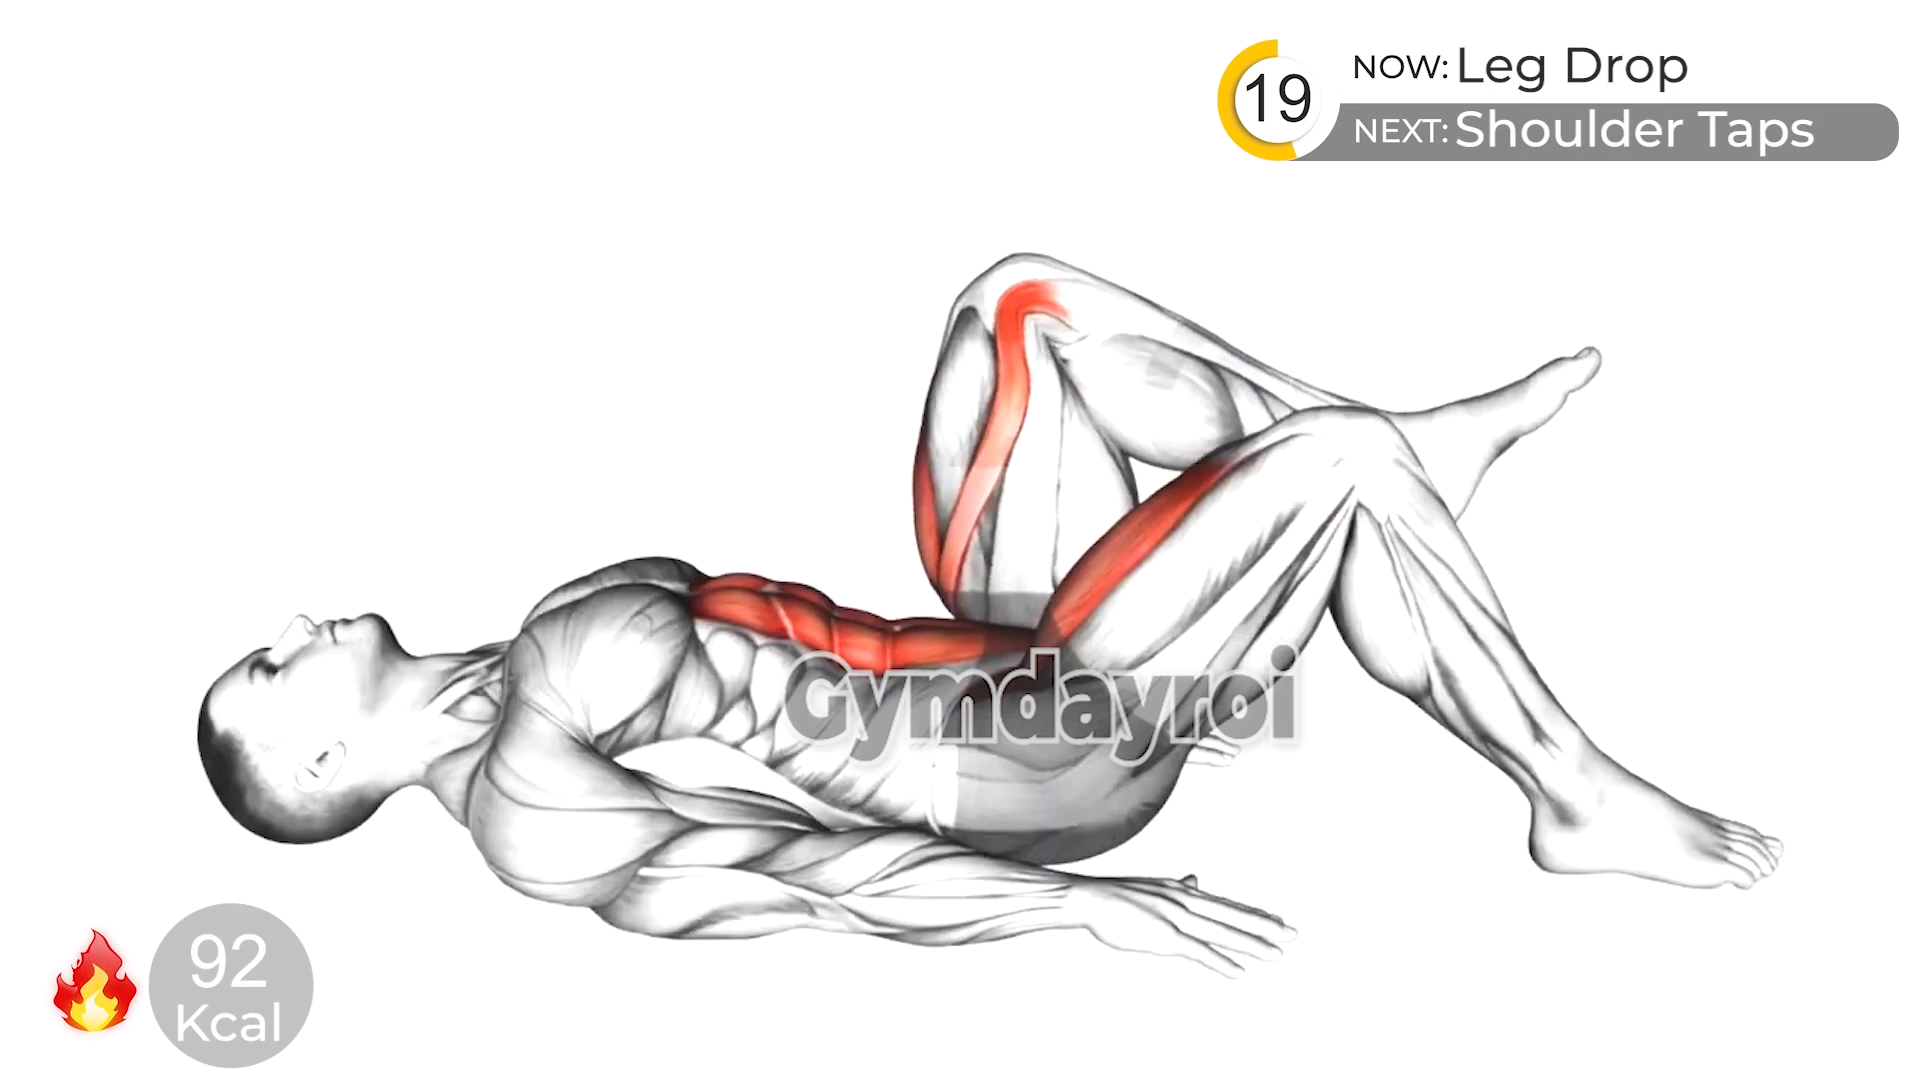 19
NOW: Leg Drop
NEXT: Shoulder Taps
Gymdayroi
92
Kcal